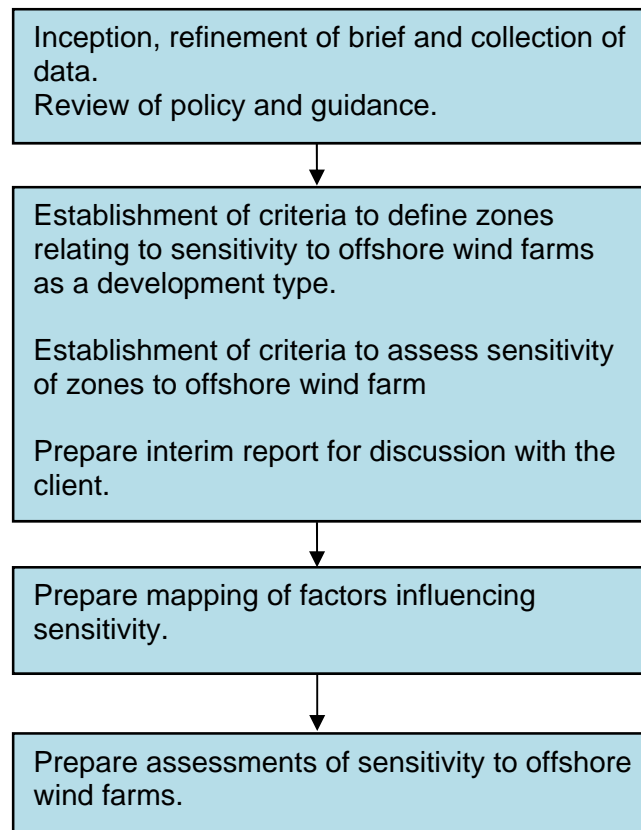 Inception, refinement of brief and collection of
data.
Review of policy and guidance.
Establishment of criteria to define zones
relating to sensitivity to offshore wind farms
as a development type.
Establishment of criteria to assess sensitivity
of zones to offshore wind farm
Prepare interim report for discussion with the
client.
Prepare mapping of factors influencing
sensitivity.
Prepare assessments of sensitivity to offshore
wind farms.